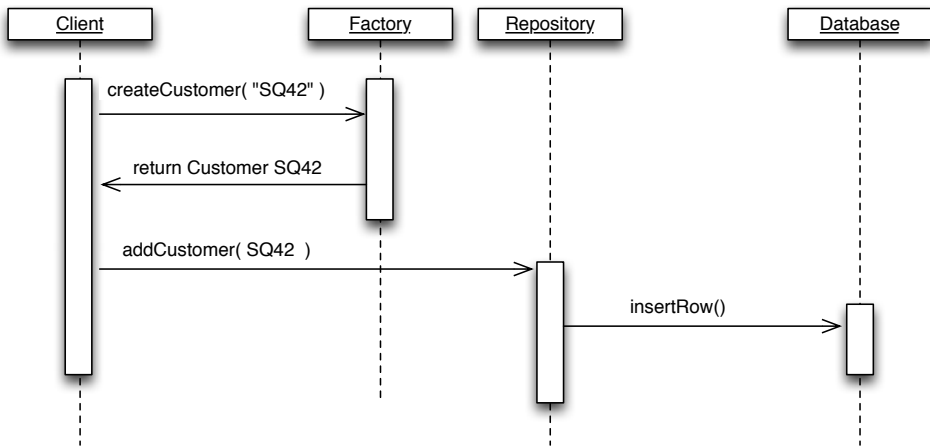 Client
Factory
Repository
Database
createCustomer( "SQ42" )
return Customer SQ42
addCustomer( SQ42  )
insertRow()